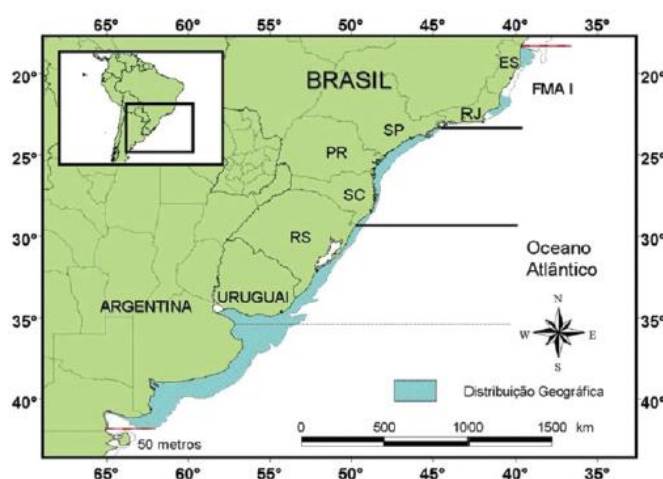 65° 60° 55° 50° 45° 40° 35°
20°
BRASIL
ES
FMA I
RJ
SP
25°
PR
SC
30°
RS
Oceano
Atlântico
ARGENTINA
URUGUAI
N
35°
W E
S
Distribuição Geográfica
40°
50 metros
0 500 1000 1500 km
65° 60° 55° 50° 45° 40° 35°
20°
25°
30°
35°
40°